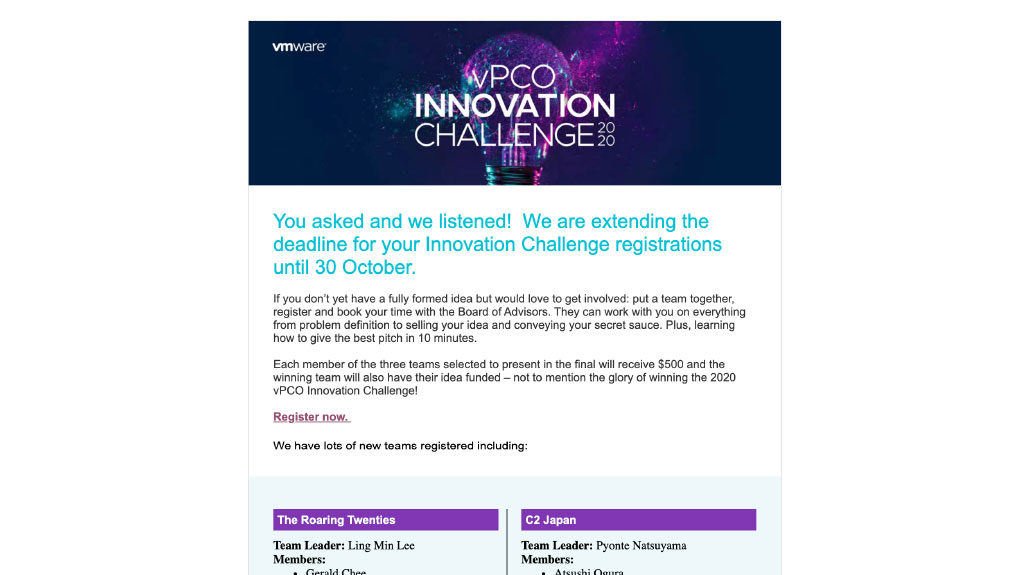 vmware
vPCO
INNOVATION
CHALLENGE 20
20
You asked and we listened!  We are extending the
deadline for your Innovation Challenge registrations
until 30 October.
If you don't yet have a fully formed idea but would love to get involved: put a team together,
register and book your time with the Board of Advisors. They can work with you on everything
from problem definition to selling your idea and conveying your secret sauce. Plus, learning
how to give the best pitch in 10 minutes.
Each member of the three teams selected to present in the final will receive $500 and the
winning team will also have their idea funded – not to mention the glory of winning the 2020
vPCO Innovation Challenge!
Register now.
We have lots of new teams registered including:
The Roaring Twenties
Team Leader: Ling Min Lee
Members:
• Gerald Chee
C2 Japan
Team Leader: Pyonte Natsuyama
Members:
• Atsushi Ogura